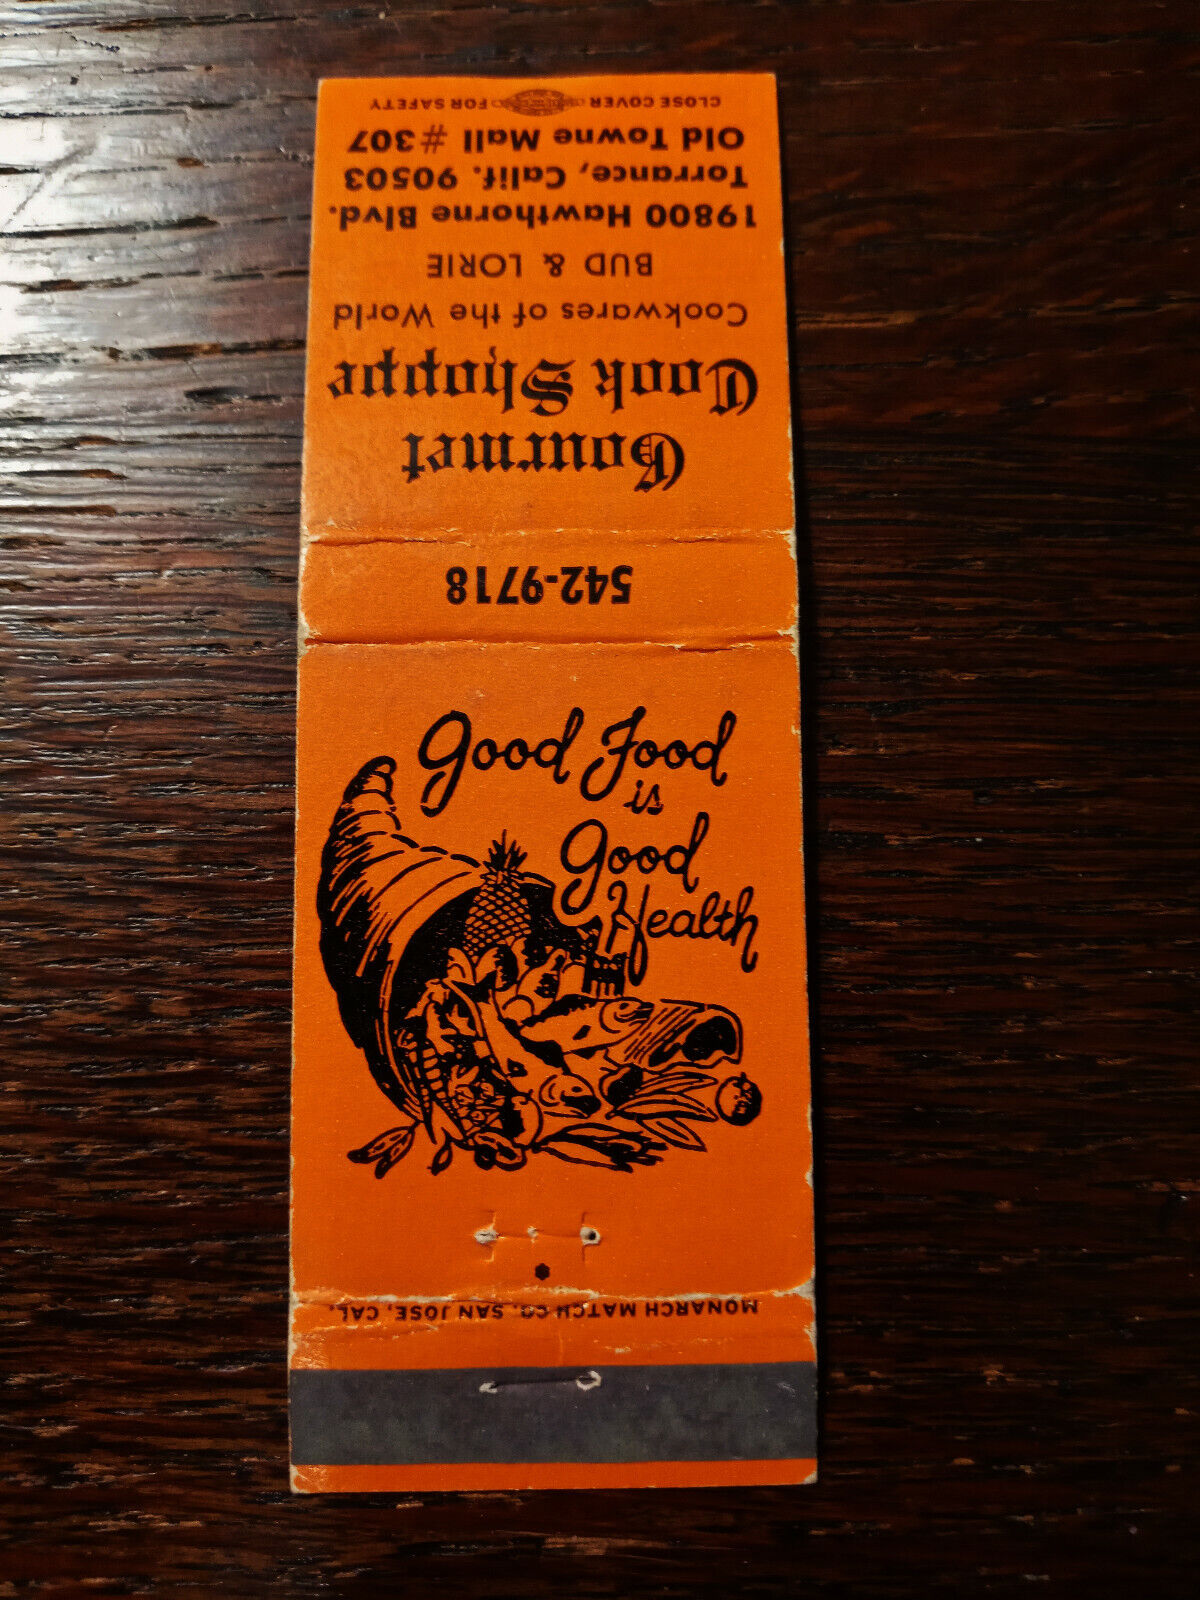 Good Food
is
Good
Health
542-9718
Gourmet
Cook Shoppe
Cookwares of the World
BUD & LORIE
19800 Hawthorne Blvd.
Torrance, Calif. 90503
Old Towne Mall #307
CLOSE COVER FOR SAFETY
MONARCH MATCH CO. SAN JOSE, CAL.